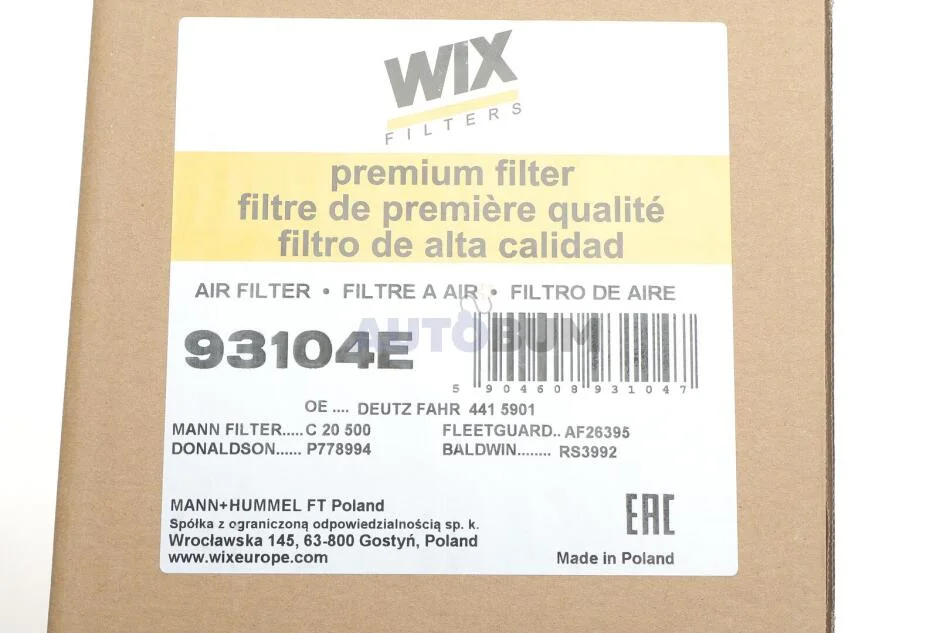 WIX
FILTERS
premium filter
filtre de première qualité
filtro de alta calidad
AIR FILTER • FILTRE A AIR • FILTRO DE AIRE
AUTOBUM
93104E
5 904608 931047
OE .... DEUTZ FAHR 441 5901
MANN FILTER.....C 20 500 FLEETGUARD.. AF26395
DONALDSON...... P778994 BALDWIN........ RS3992
MANN+HUMMEL FT Poland
Spółka z ograniczoną odpowiedzialnością sp. k.
Wrocławska 145, 63-800 Gostyń, Poland
www.wixeurope.com
EAC
Made in Poland